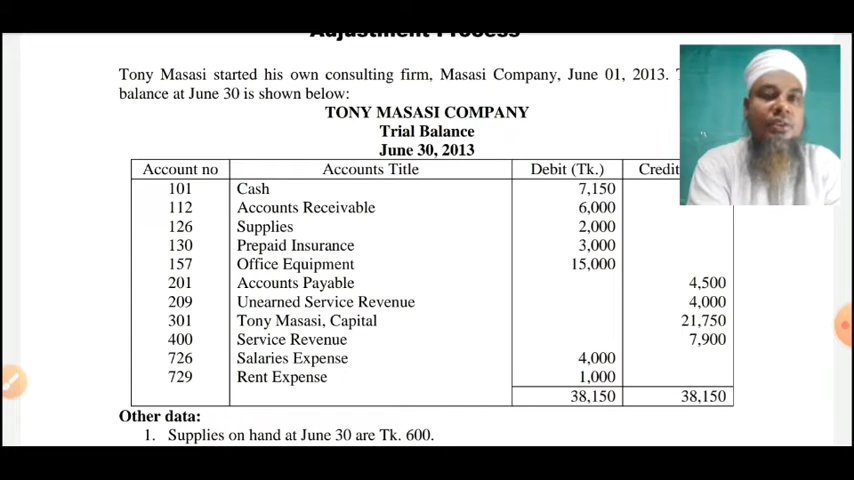 Adjustment Process
Tony Masasi started his own consulting firm, Masasi Company, June 01, 2013.
balance at June 30 is shown below:
TONY MASASI COMPANY
Trial Balance
June 30, 2013
Account no Accounts Title Debit (Tk.) Credit
101 Cash 7,150
112 Accounts Receivable 6,000
126 Supplies 2,000
130 Prepaid Insurance 3,000
157 Office Equipment 15,000
201 Accounts Payable 4,500
209 Unearned Service Revenue 4,000
301 Tony Masasi, Capital 21,750
400 Service Revenue 7,900
726 Salaries Expense 4,000
729 Rent Expense 1,000
38,150 38,150
Other data:
1. Supplies on hand at June 30 are Tk. 600.